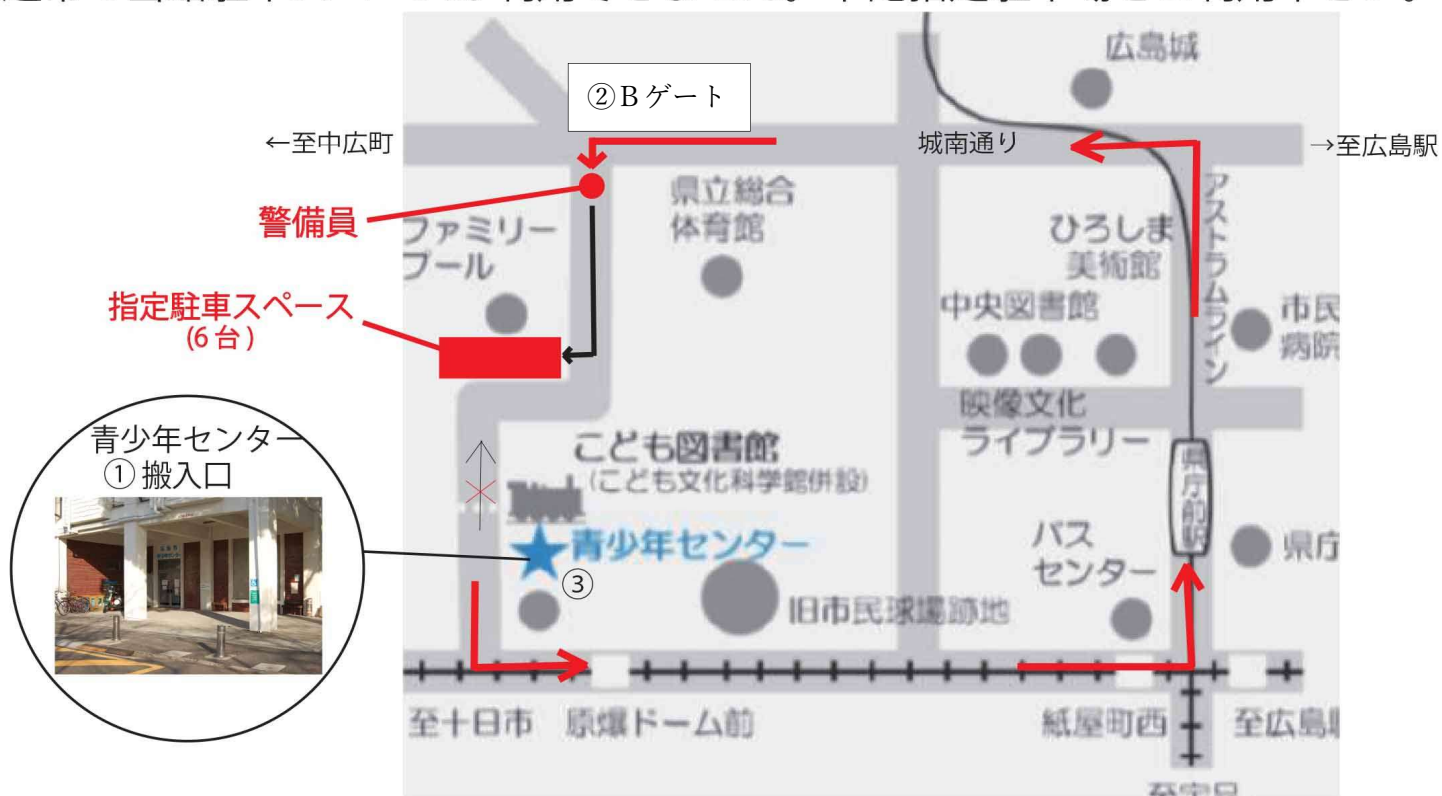 ②Bゲート
広島城
←至中広町
城南通り
→至広島駅
警備員
ファミリー
プール
県立総合
体育館
ひろしま
美術館
アストラムライン
指定駐車スペース
(6台)
中央図書館
市民
病院
映像文化
ライブラリー
青少年センター
①搬入口
こども図書館
(こども文化科学館併設)
県庁前駅
青少年センター
③
バス
センター
県庁
旧市民球場跡地
至十日市
原爆ドーム前
紙屋町西
至広島